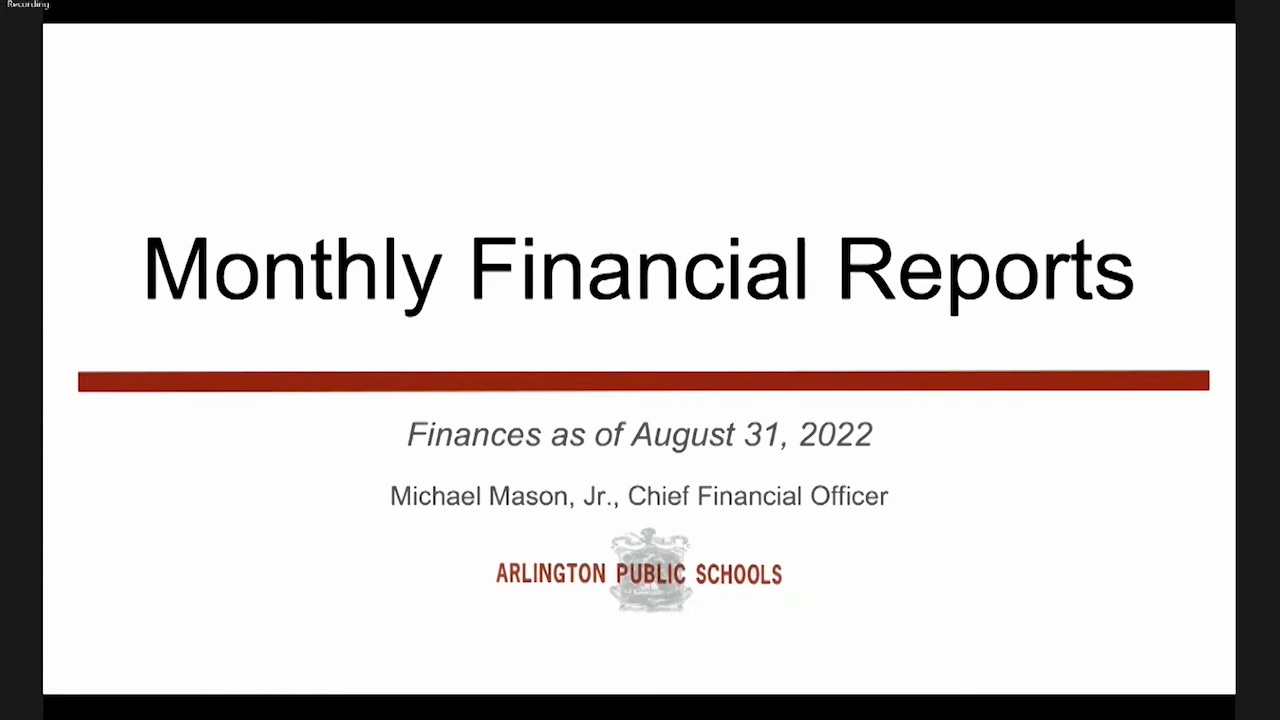 Recording
Monthly Financial Reports
Finances as of August 31, 2022
Michael Mason, Jr., Chief Financial Officer
ARLINGTON PUBLIC SCHOOLS